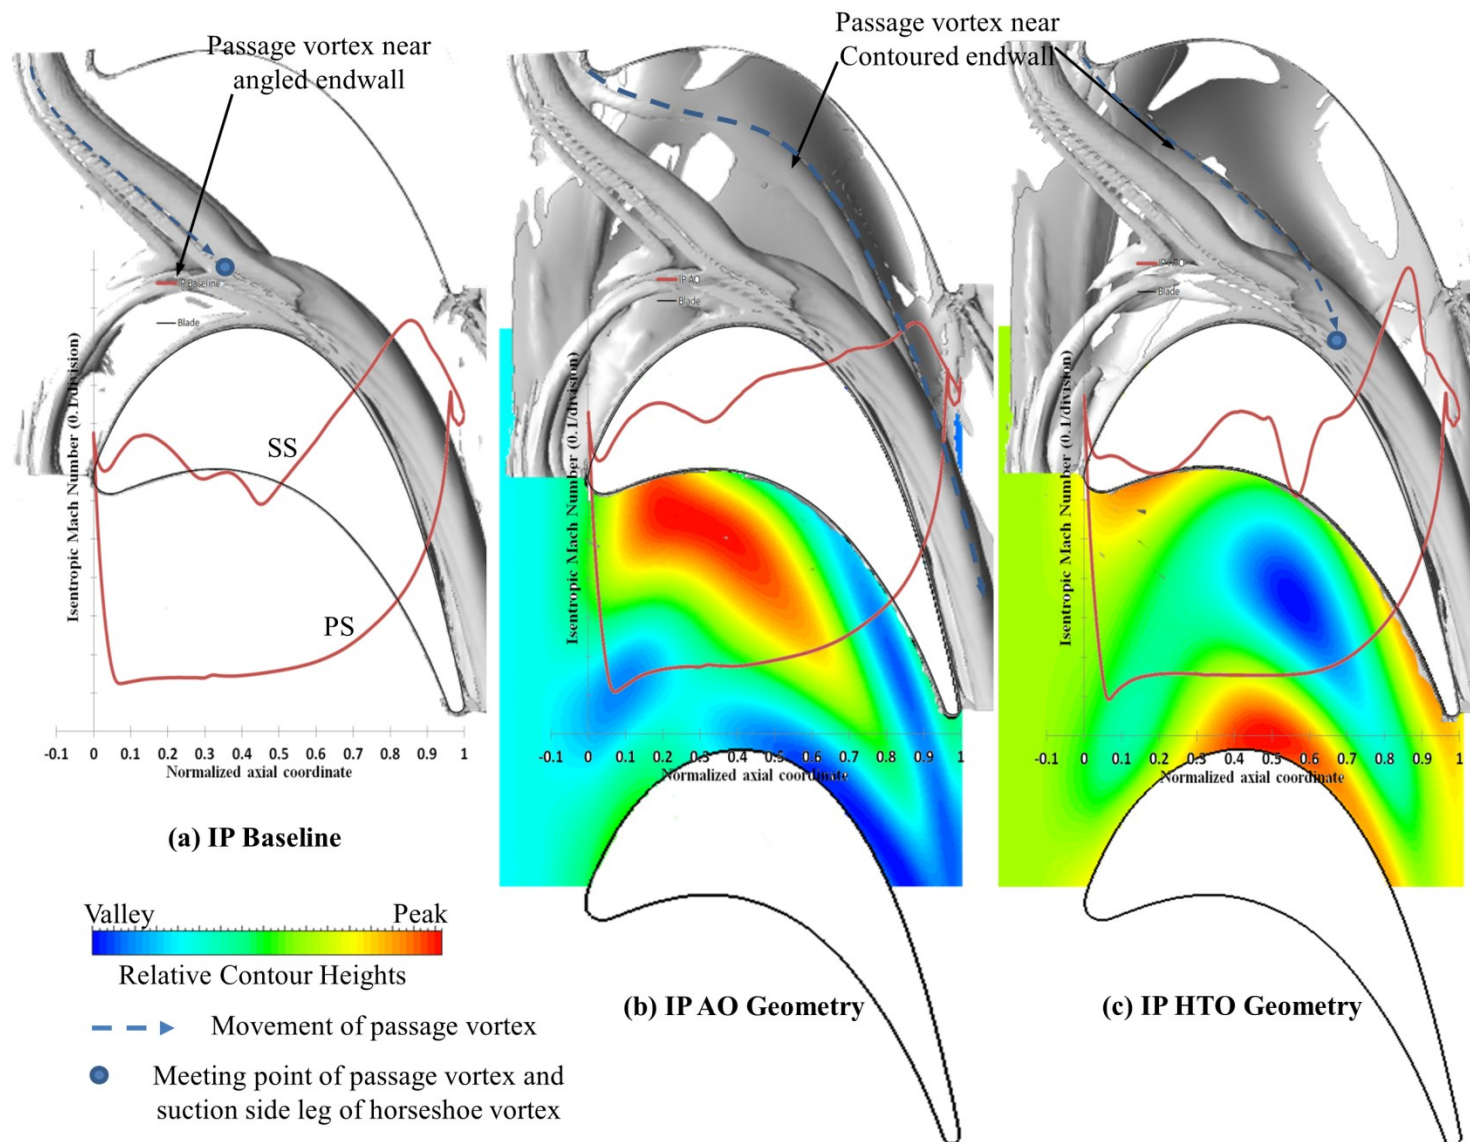 Passage vortex near
angled endwall
Passage vortex near
Contoured endwall
IP Baseline
Blade
IP AO
Blade
Blade
SS
PS
Isentropic Mach Number (0.1/division)
Isentropic Mach Number (0.1/division)
Isentropic Mach Number (0.1/division)
-0.1 0 0.1 0.2 0.3 0.4 0.5 0.6 0.7 0.8 0.9 1
Normalized axial coordinate
-0.1 0 0.1 0.2 0.3 0.4 0.5 0.6 0.7 0.8 0.9 1
Normalized axial coordinate
-0.1 0 0.1 0.2 0.3 0.4 0.5 0.6 0.7 0.8 0.9 1
Normalized axial coordinate
(a) IP Baseline
Valley Peak
Relative Contour Heights
Movement of passage vortex
Meeting point of passage vortex and
suction side leg of horseshoe vortex
(b) IP AO Geometry
(c) IP HTO Geometry